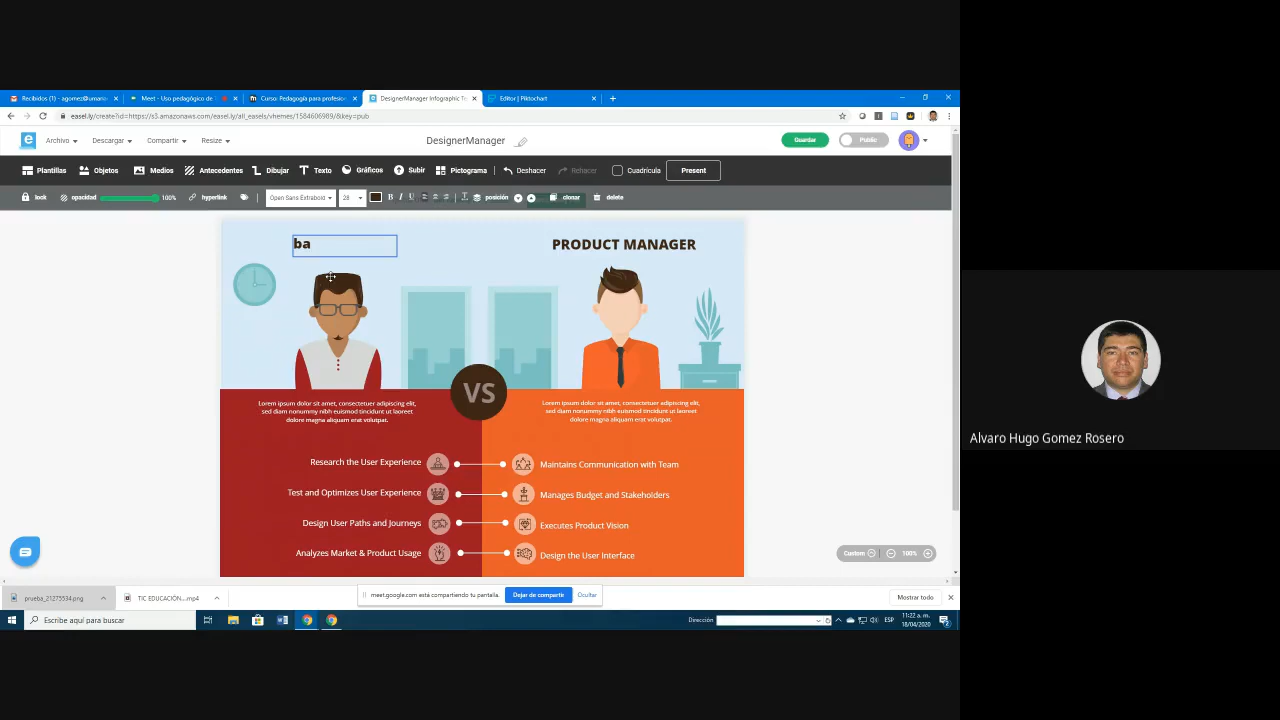 Recibidos (1) - agomez@umario
Meet - Uso pedagógico de
Curso: Pedagogía para profesion
DesignerManager Infographic Te
Editor | Piktochart
easel.ly/create?id=https://s3.amazonaws.com/easel.ly/all_easels/vhemes/1584606989/&key=pub
Archivo
Descargar
Compartir
Resize
DesignerManager
Guardar
Public
Plantillas
Objetos
Medios
Antecedentes
Dibujar
Texto
Gráficos
Subir
Pictograma
Deshacer
Rehacer
Cuadrícula
Present
lock
opacidad
100%
hyperlink
Open Sans Extrabold
28
B I U
posición
clonar
delete
ba
PRODUCT MANAGER
VS
Lorem ipsum dolor sit amet, consectetuer adipiscing elit,
sed diam nonummy nibh euismod tincidunt ut laoreet
dolore magna aliquam erat volutpat.
Lorem ipsum dolor sit amet, consectetuer adipiscing elit,
sed diam nonummy nibh euismod tincidunt ut laoreet
dolore magna aliquam erat volutpat.
Research the User Experience
Maintains Communication with Team
Test and Optimizes User Experience
Manages Budget and Stakeholders
Design User Paths and Journeys
Executes Product Vision
Analyzes Market & Product Usage
Design the User Interface
Custom
100%
prueba_21275534.png
TIC EDUCACIÓN....mp4
meet.google.com está compartiendo tu pantalla.
Dejar de compartir
Ocultar
Mostrar todo
Escribe aquí para buscar
Dirección
ESP
11:22 a. m.
18/04/2020
Alvaro Hugo Gomez Rosero